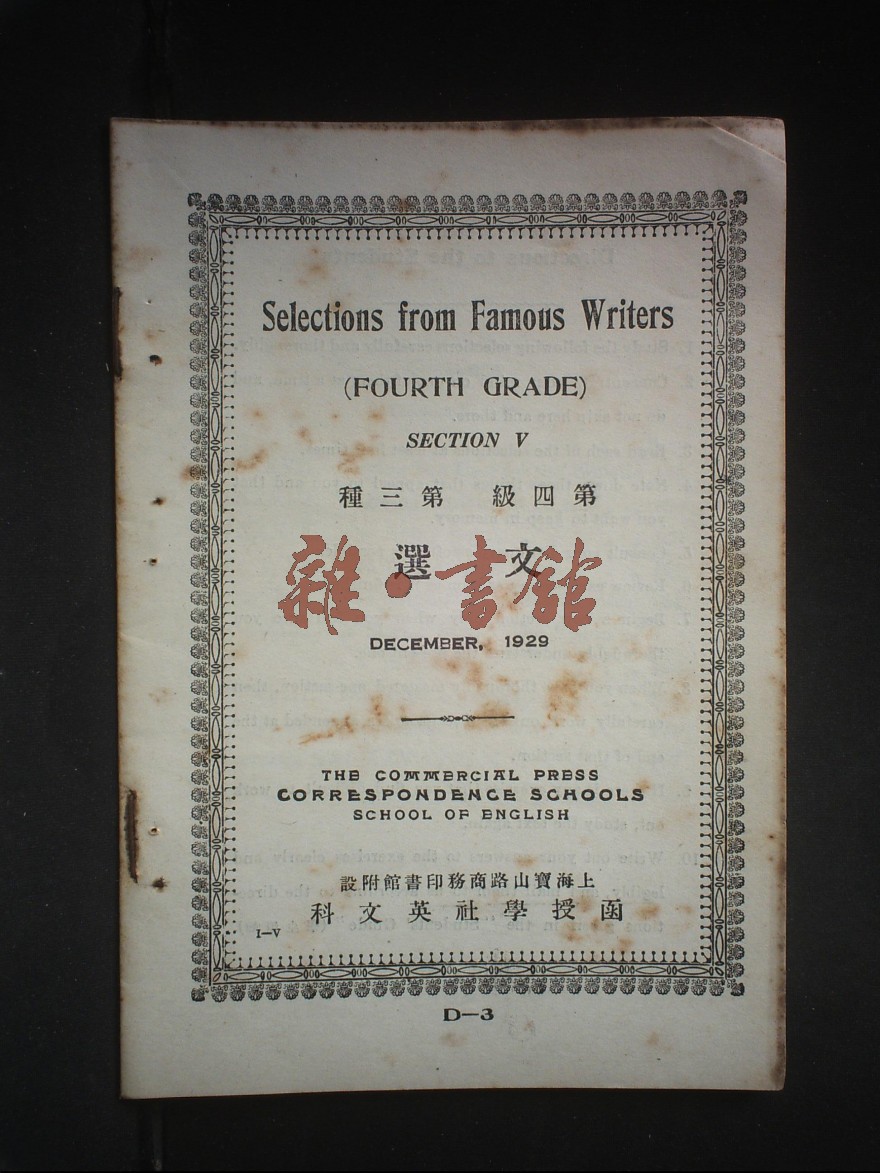 Selections from Famous Writers
(FOURTH GRADE)
SECTION V
第四級 第三種
文選
雜·書館
DECEMBER, 1929
THE COMMERCIAL PRESS
CORRESPONDENCE SCHOOLS
SCHOOL OF ENGLISH
上海寶山路商務印書館附設
函授學社英文科
I—V
D—3